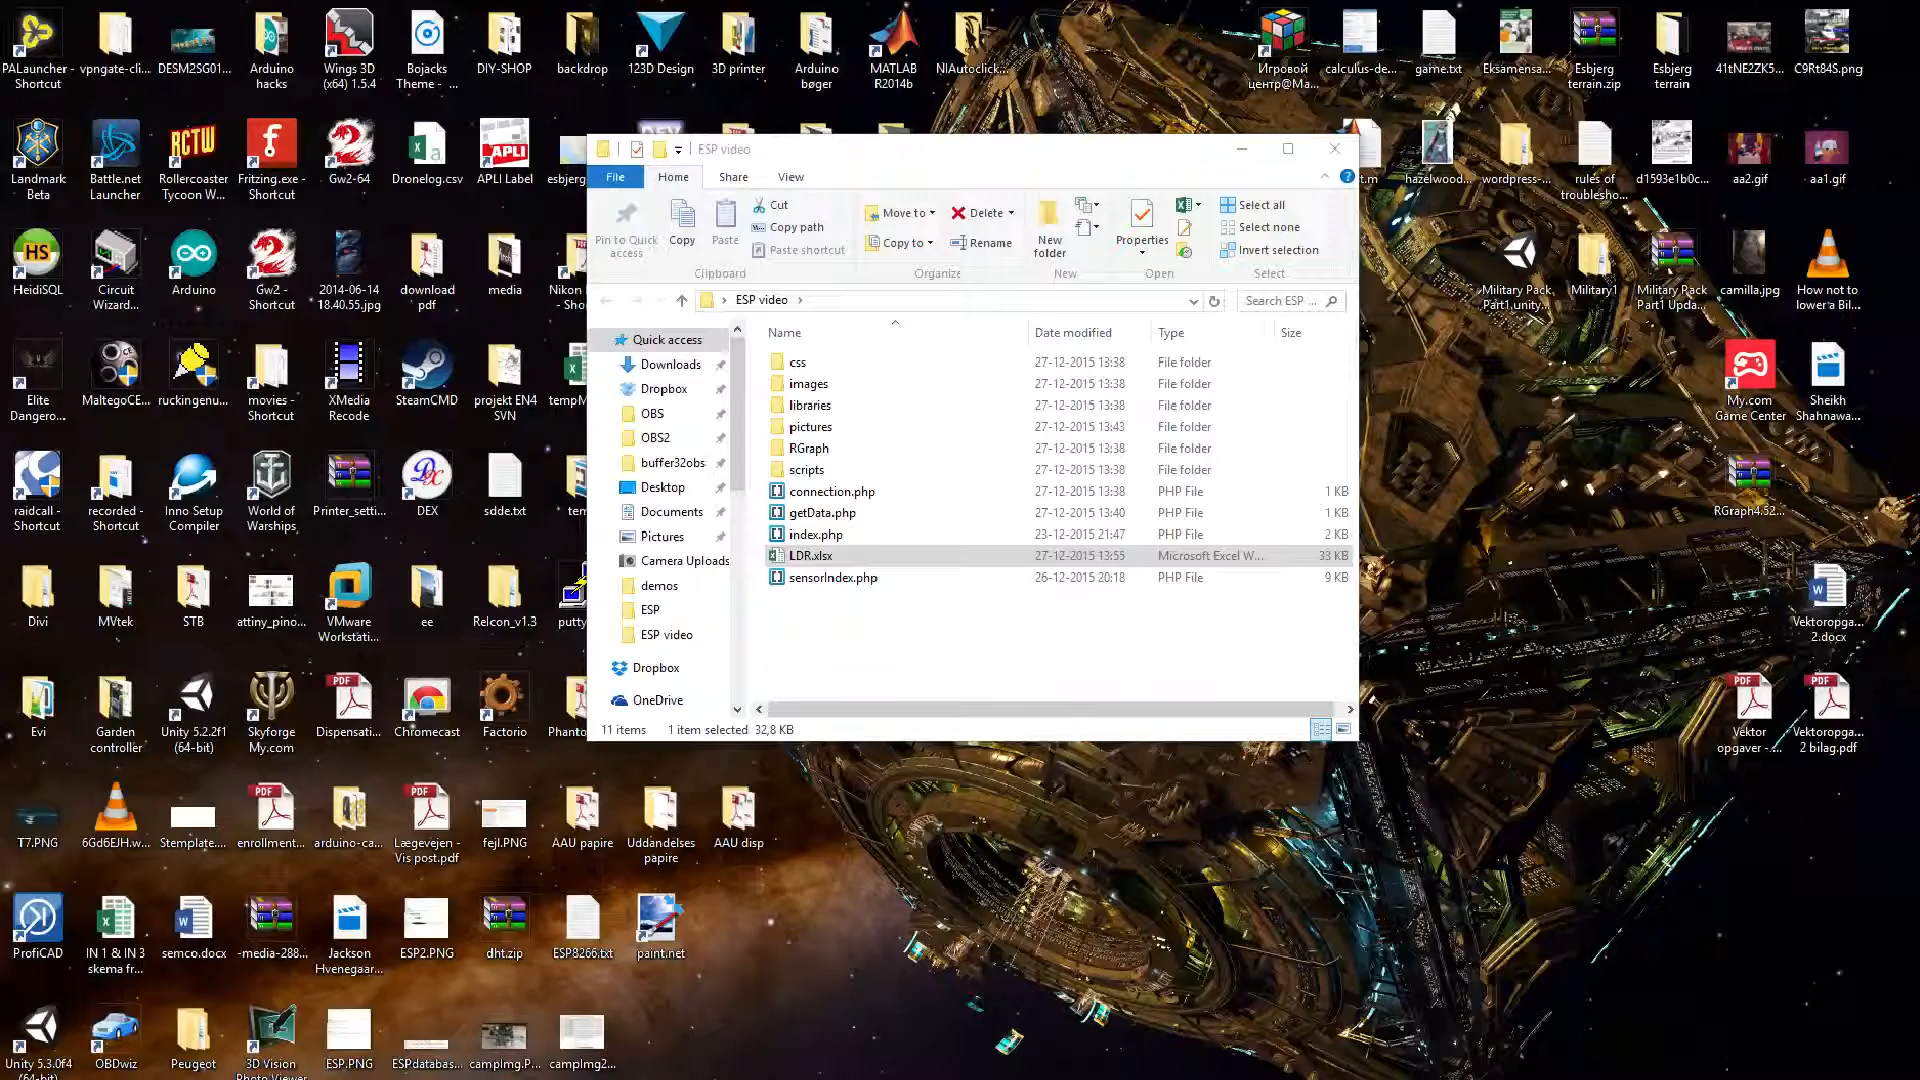 PALauncher -
Shortcut
vpngate-cli...
DESM2SG01...
Arduino
hacks
Wings 3D
(x64) 1.5.4
Bojacks
Theme - ...
DIY-SHOP
backdrop
123D Design
3D printer
Arduino
bøger
MATLAB
R2014b
NIAutoclick...
Игровой
центр@Ma...
calculus-de...
game.txt
Eksamensa...
Esbjerg
terrain.zip
Esbjerg
terrain
41tNE2ZK5...
C9Rt84S.png
Landmark
Beta
Battle.net
Launcher
RCTW
Rollercoaster
Tycoon W...
Fritzing.exe -
Shortcut
Gw2-64
Dronelog.csv
APLI
APLI Label
hazelwood...
wordpress-...
rules of
troublesho...
d1593e1b0c...
aa2.gif
aa1.gif
HS
HeidiSQL
Circuit
Wizard...
Arduino
Gw2 -
Shortcut
2014-06-14
18.40.55.jpg
download
pdf
media
Military Pack
Part1.unity...
Military1
Military Pack
Part1 Upda...
camilla.jpg
How not to
lower a Bil...
Elite
Dangero...
MaltegoCE...
ruckingenu...
movies -
Shortcut
XMedia
Recode
SteamCMD
projekt EN4
SVN
My.com
Game Center
Sheikh
Shahnawa...
raidcall -
Shortcut
recorded -
Shortcut
Inno Setup
Compiler
World of
Warships
Printer_setti...
DEX
sdde.txt
RGraph4.52...
Divi
MVtek
STB
attiny_pino...
VMware
Workstati...
ee
Relcon_v1.3
putty
Vektoropga...
2.docx
Evi
Garden
controller
Unity 5.2.2f1
(64-bit)
Skyforge
My.com
PDF
Dispensati...
Chromecast
Factorio
PDF
Vektor
opgaver -...
PDF
Vektoropga...
2 bilag.pdf
T7.PNG
6Gd6EJH.w...
Stemplate....
PDF
enrollment...
arduino-ca...
PDF
Lægevejen -
Vis post.pdf
fejl.PNG
AAU papire
Uddandelses
papire
AAU disp
ProfiCAD
IN 1 & IN 3
skema fr...
semco.docx
-media-288...
Jackson
Hvenegaar...
ESP2.PNG
dht.zip
ESP8266.txt
paint.net
Unity 5.3.0f4
(64-bit)
OBDwiz
Peugeot
3D Vision
Photo Viewer
ESP.PNG
ESPdatabas...
campImg.P...
campImg2...
ESP video
File
Home
Share
View
Pin to Quick
access
Copy
Paste
Cut
Copy path
Paste shortcut
Clipboard
Move to
Copy to
Delete
Rename
Organize
New
folder
New
Properties
Open
Select all
Select none
Invert selection
Select
ESP video
Search ESP ...
Quick access
Downloads
Dropbox
OBS
OBS2
buffer32obs
Desktop
Documents
Pictures
Camera Uploads
demos
ESP
ESP video
Dropbox
OneDrive
Name Date modified Type Size
css 27-12-2015 13:38 File folder
images 27-12-2015 13:38 File folder
libraries 27-12-2015 13:38 File folder
pictures 27-12-2015 13:43 File folder
RGraph 27-12-2015 13:38 File folder
scripts 27-12-2015 13:38 File folder
connection.php 27-12-2015 13:38 PHP File 1 KB
getData.php 27-12-2015 13:40 PHP File 1 KB
index.php 23-12-2015 21:47 PHP File 2 KB
LDR.xlsx 27-12-2015 13:55 Microsoft Excel W... 33 KB
sensorIndex.php 26-12-2015 20:18 PHP File 9 KB
11 items 1 item selected 32,8 KB